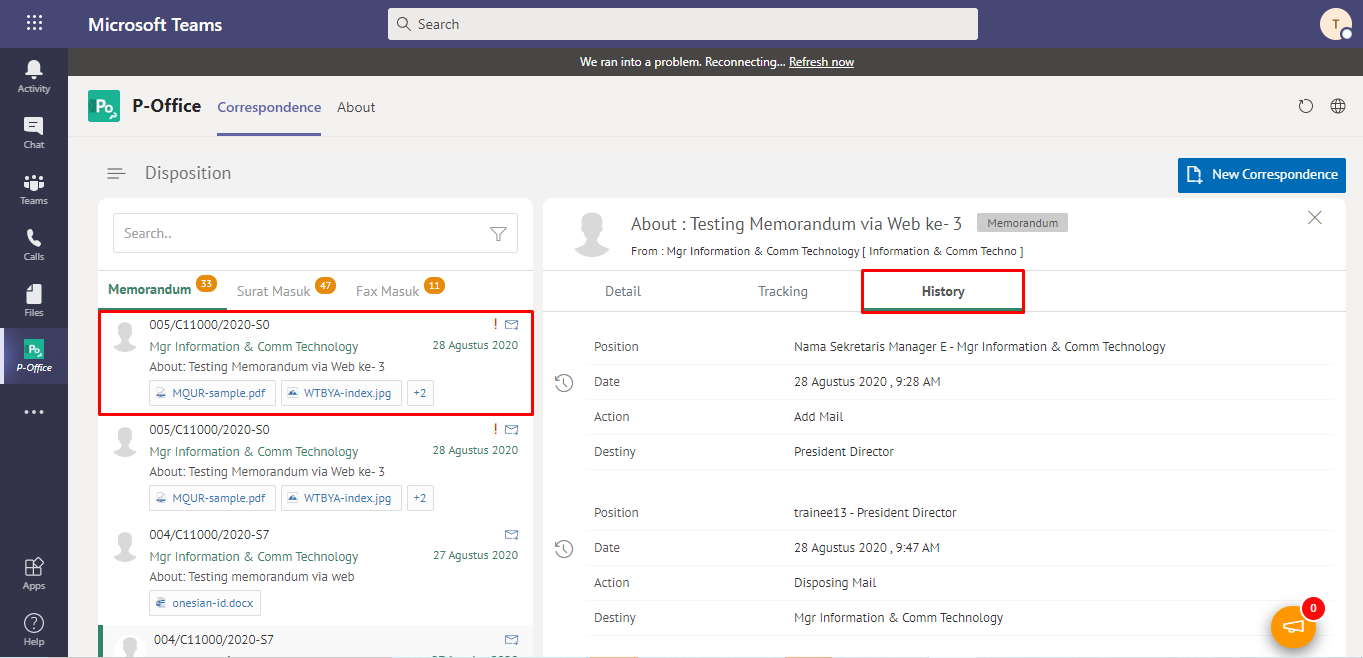 Microsoft Teams
Search
T
We ran into a problem. Reconnecting... Refresh now
Activity
Chat
Teams
Calls
Files
Po
P-Office
Apps
Help
Po
P-Office
Correspondence
About
Disposition
New Correspondence
Search..
Memorandum 33
Surat Masuk 47
Fax Masuk 11
005/C11000/2020-S0 !
Mgr Information & Comm Technology 28 Agustus 2020
About: Testing Memorandum via Web ke- 3
MQUR-sample.pdf WTBYA-index.jpg +2
005/C11000/2020-S0 !
Mgr Information & Comm Technology 28 Agustus 2020
About: Testing Memorandum via Web ke- 3
MQUR-sample.pdf WTBYA-index.jpg +2
004/C11000/2020-S7
Mgr Information & Comm Technology 27 Agustus 2020
About: Testing memorandum via web
onesian-id.docx
004/C11000/2020-S7
About : Testing Memorandum via Web ke- 3 Memorandum
From : Mgr Information & Comm Technology [ Information & Comm Techno ]
Detail Tracking History
Position Nama Sekretaris Manager E - Mgr Information & Comm Technology
Date 28 Agustus 2020 , 9:28 AM
Action Add Mail
Destiny President Director
Position trainee13 - President Director
Date 28 Agustus 2020 , 9:47 AM
Action Disposing Mail
Destiny Mgr Information & Comm Technology
0